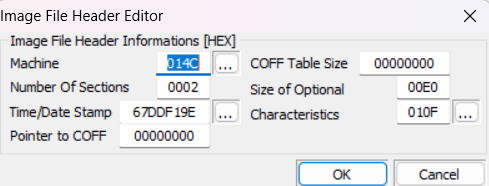 Image File Header Editor
Image File Header Informations [HEX]
Machine 014C ... COFF Table Size 00000000
Number Of Sections 0002 Size of Optional 00E0
Time/Date Stamp 67DDF19E ... Characteristics 010F ...
Pointer to COFF 00000000
OK Cancel